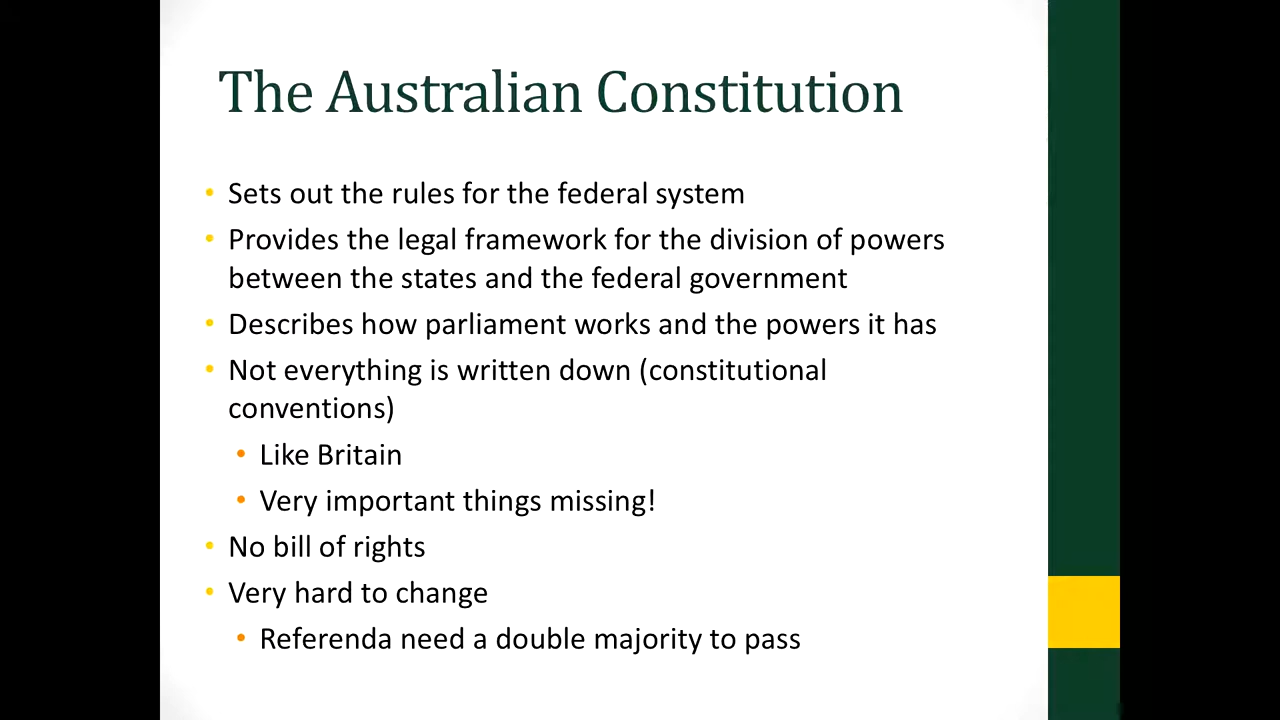 The Australian Constitution
• Sets out the rules for the federal system
• Provides the legal framework for the division of powers
between the states and the federal government
• Describes how parliament works and the powers it has
• Not everything is written down (constitutional
conventions)
• Like Britain
• Very important things missing!
• No bill of rights
• Very hard to change
• Referenda need a double majority to pass